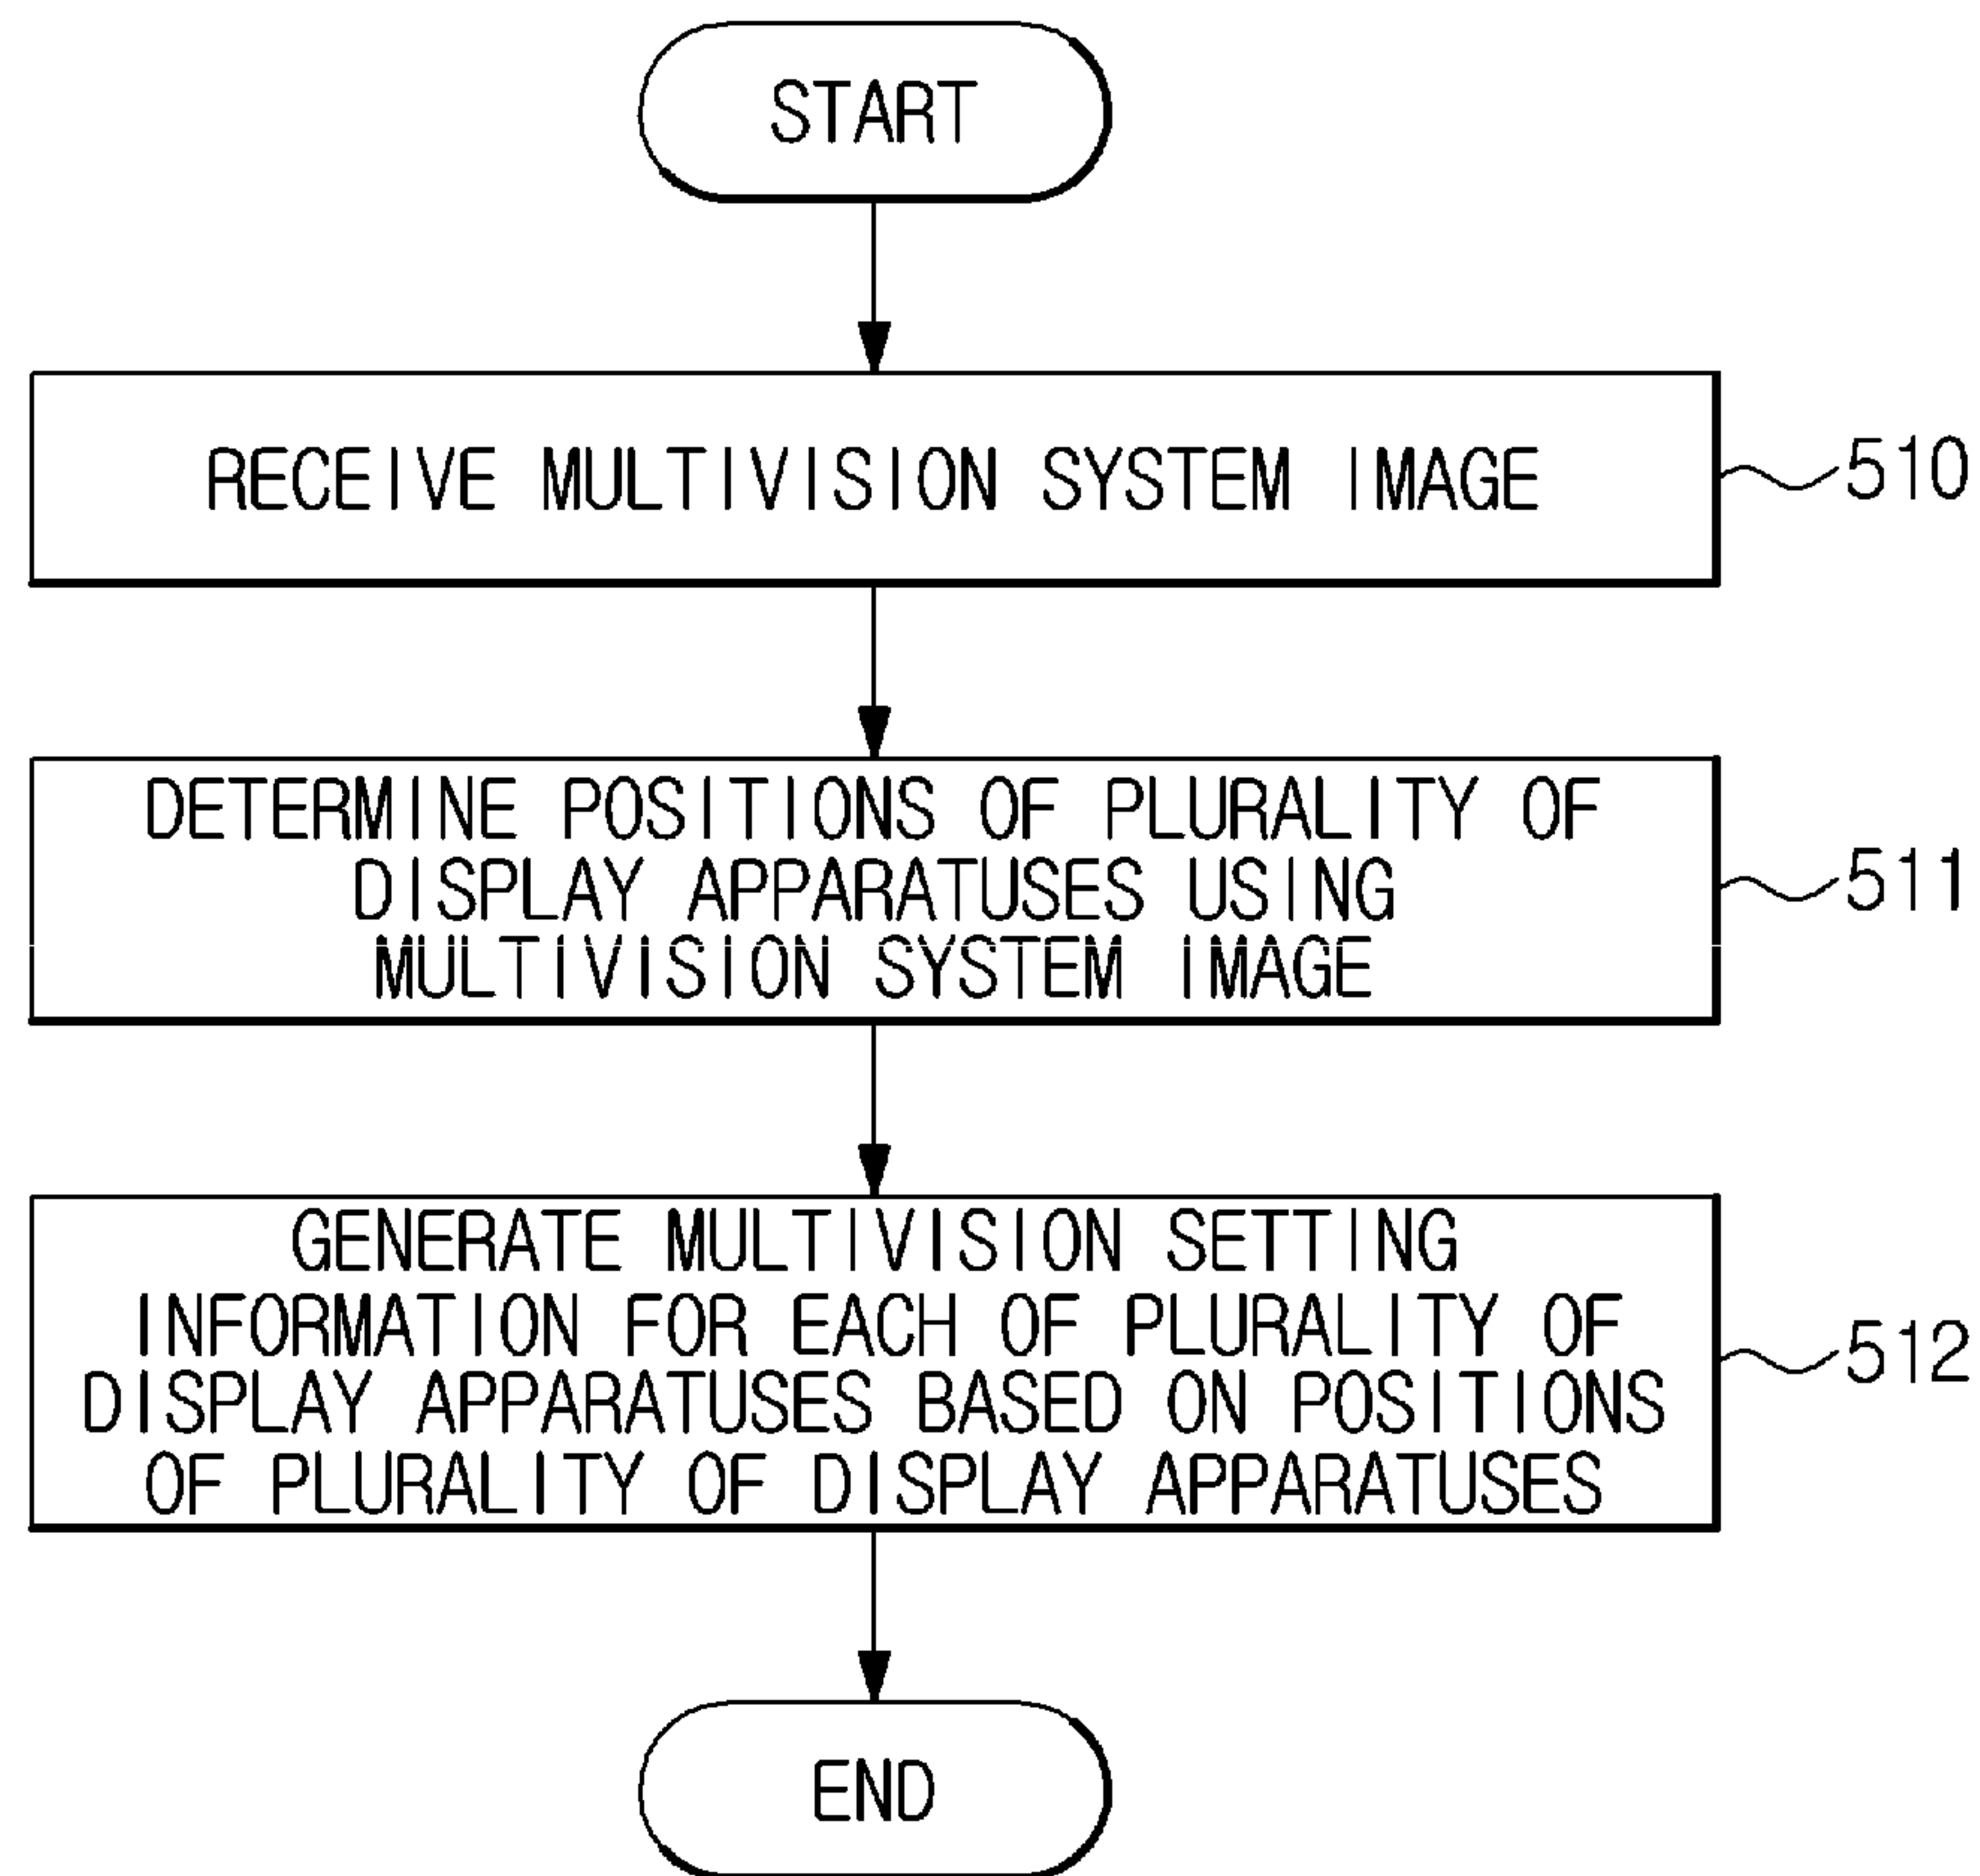 START
RECEIVE MULTIVISION SYSTEM IMAGE
510
DETERMINE POSITIONS OF PLURALITY OF
DISPLAY APPARATUSES USING
MULTIVISION SYSTEM IMAGE
511
GENERATE MULTIVISION SETTING
INFORMATION FOR EACH OF PLURALITY OF
DISPLAY APPARATUSES BASED ON POSITIONS
OF PLURALITY OF DISPLAY APPARATUSES
512
END